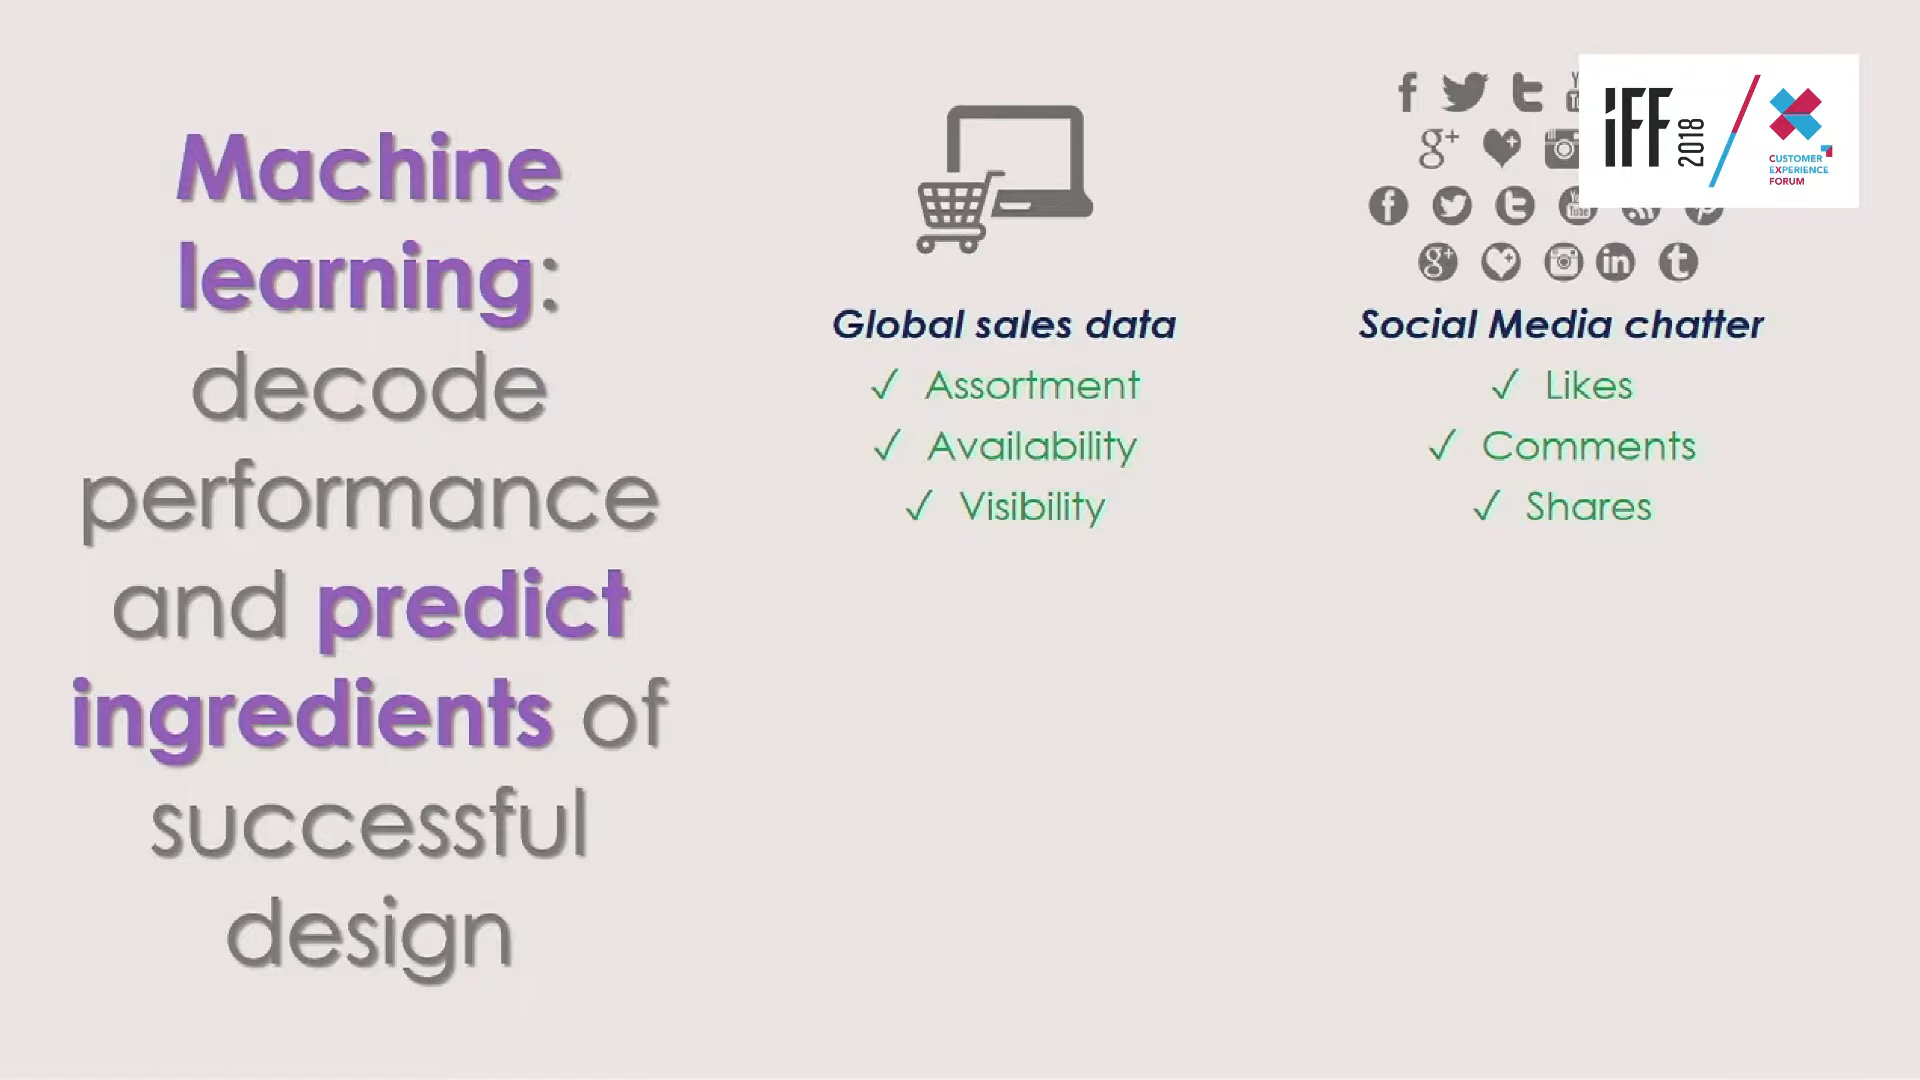 Machine
learning:
decode
performance
and predict
ingredients of
successful
design
Global sales data
✓ Assortment
✓ Availability
✓ Visibility
Social Media chatter
✓ Likes
✓ Comments
✓ Shares
iFF 2018
CUSTOMER
EXPERIENCE
FORUM